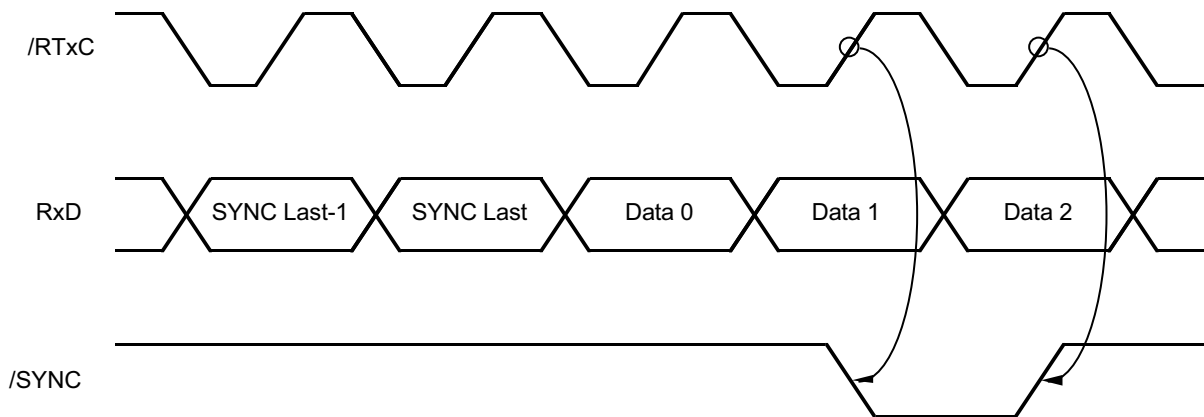 /RTxC
RxD
SYNC Last-1
SYNC Last
Data 0
Data 1
Data 2
/SYNC